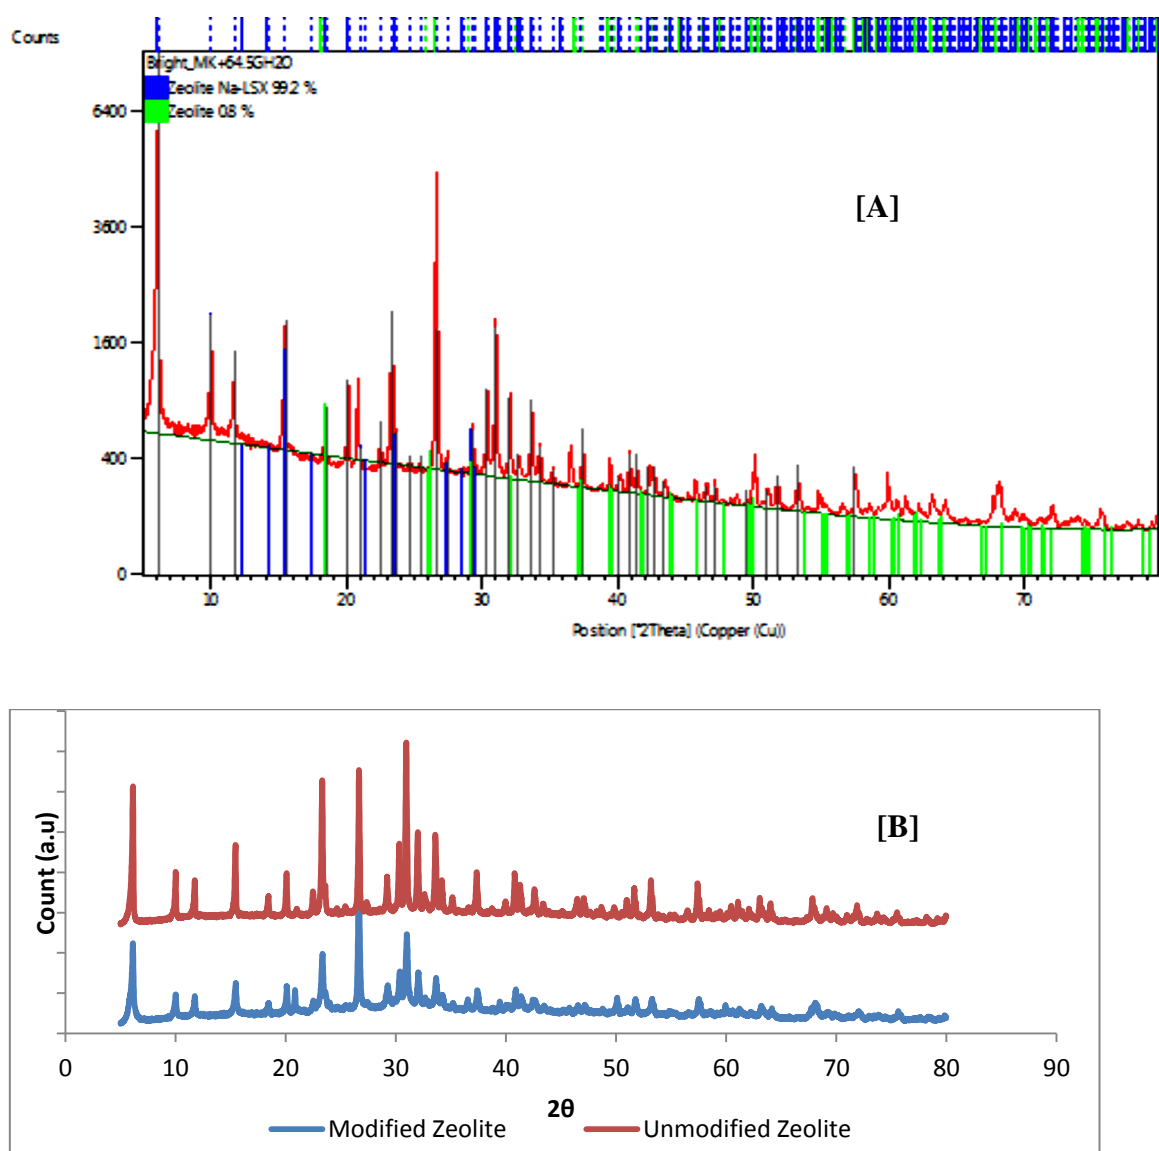 Counts
Bright_MK+64.5GH20
Zeolite Na-LSX 99.2 %
Zeolite 0.8 %
6400
3600
1600
400
0
[A]
10 20 30 40 50 60 70
Position [°2Theta] (Copper (Cu))
Count (a.u)
[B]
0 10 20 30 40 50 60 70 80 90
2θ
Modified Zeolite Unmodified Zeolite